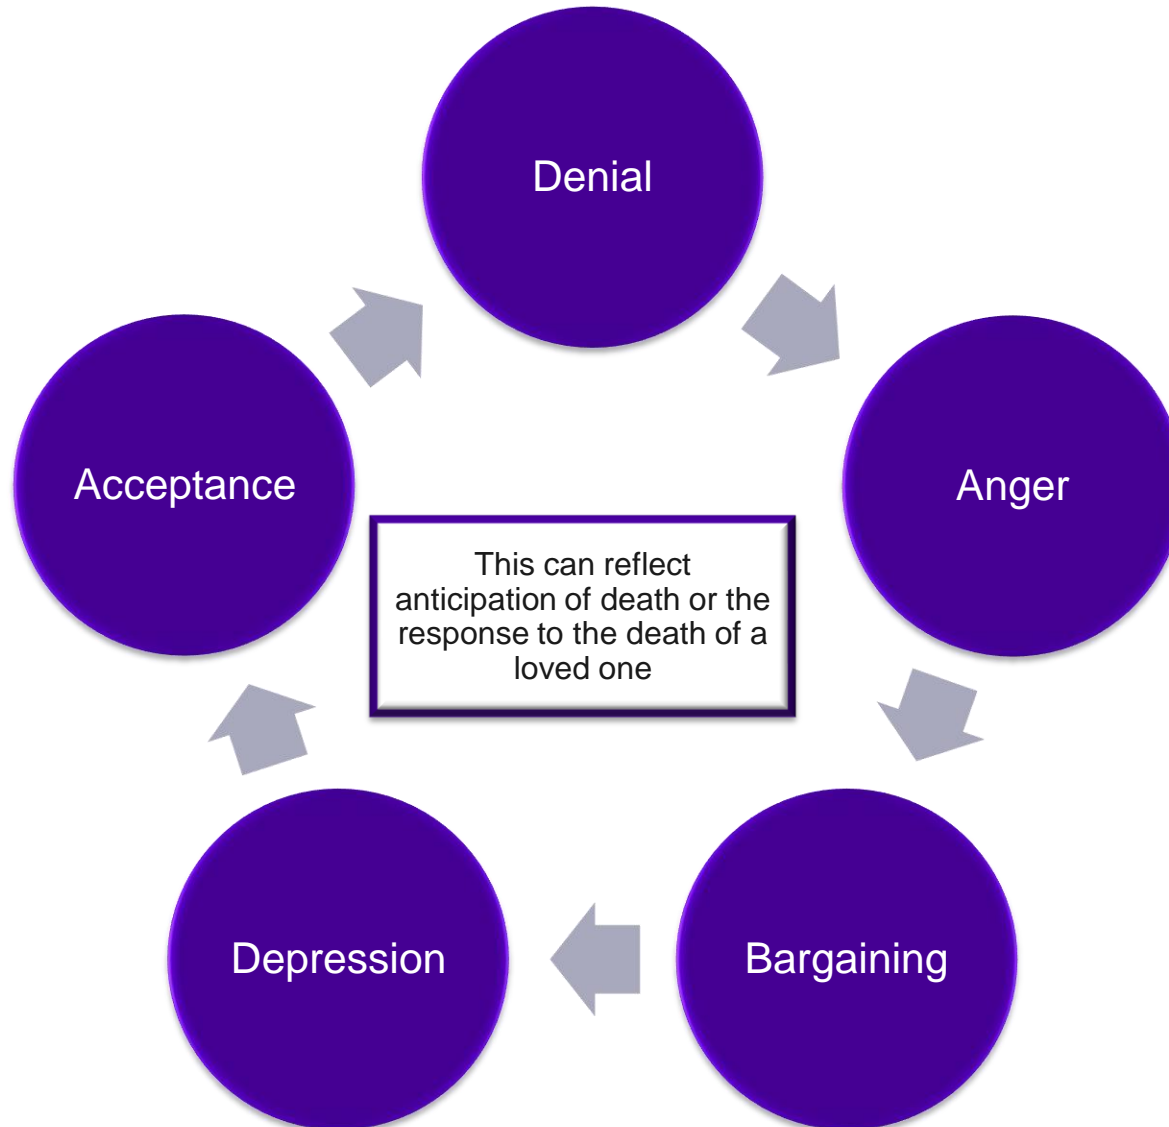 Denial
Anger
Bargaining
Depression
Acceptance
This can reflect
anticipation of death or the
response to the death of a
loved one